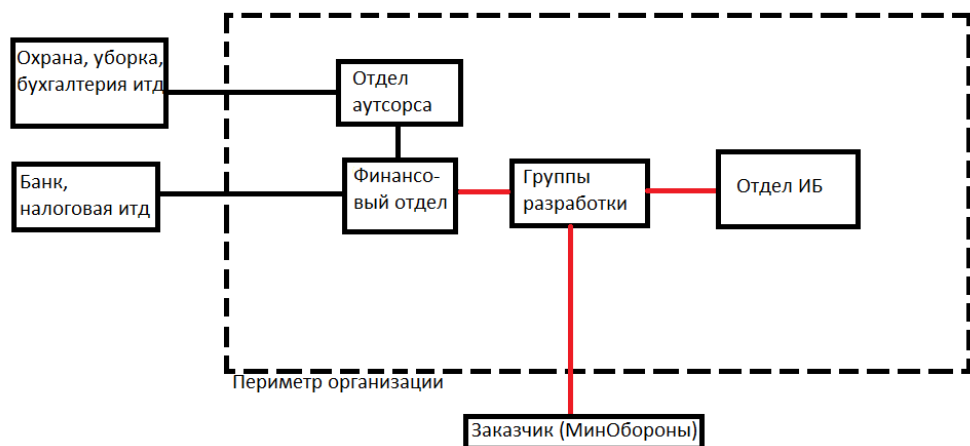 Охрана, уборка,
бухгалтерия итд
Отдел
аутсорса
Банк,
налоговая итд
Финансо-
вый отдел
Группы
разработки
Отдел ИБ
Периметр организации
Заказчик (МинОбороны)